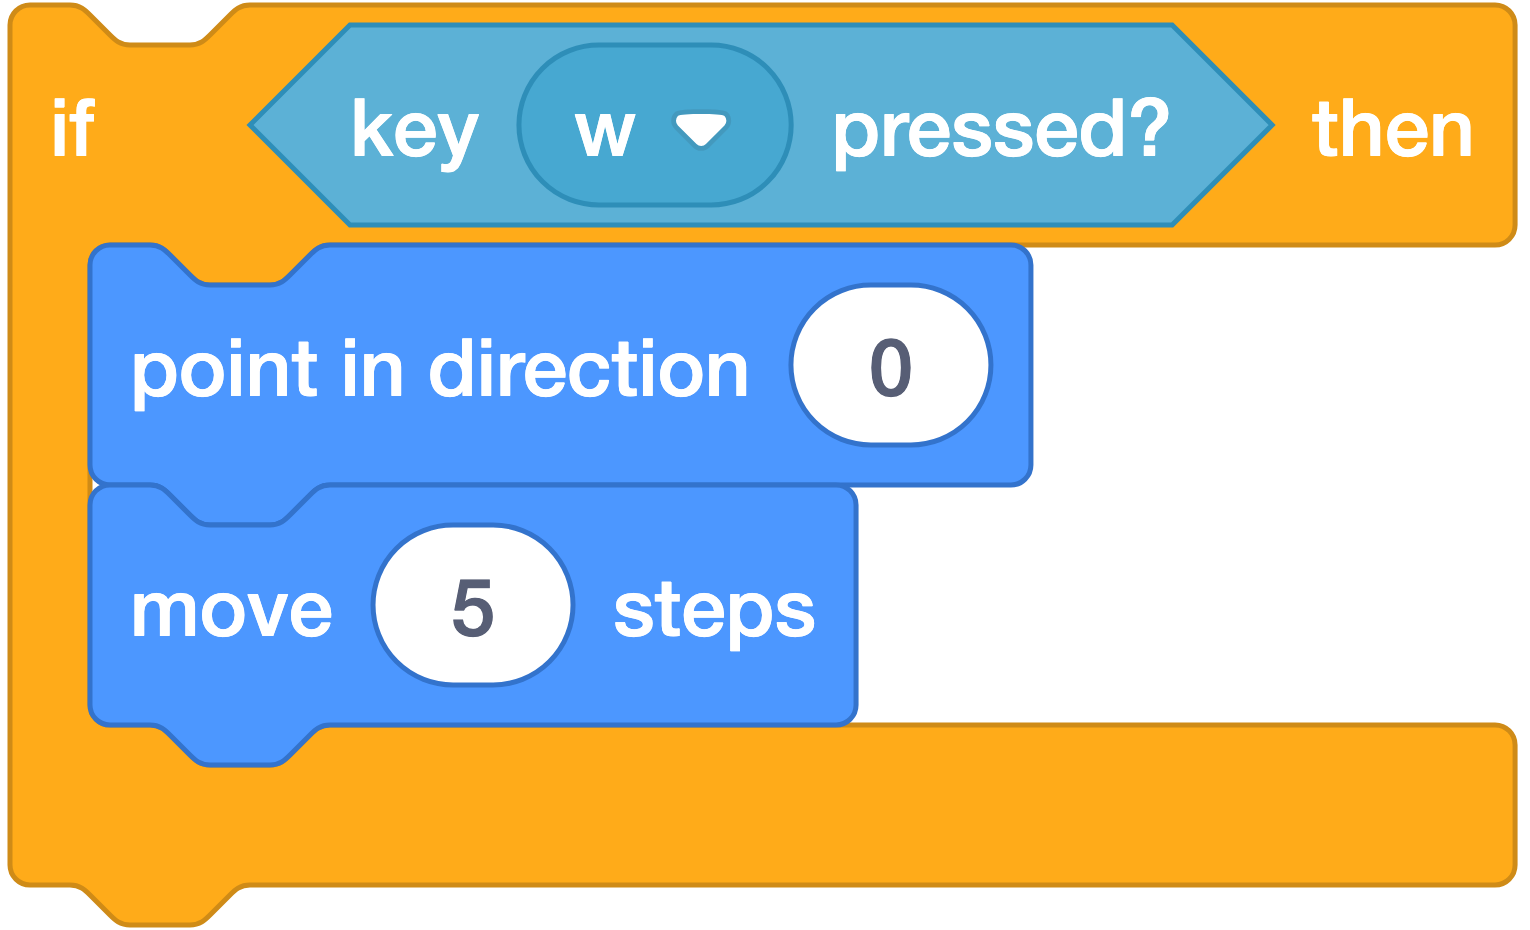 if key w pressed? then
point in direction 0
move 5 steps